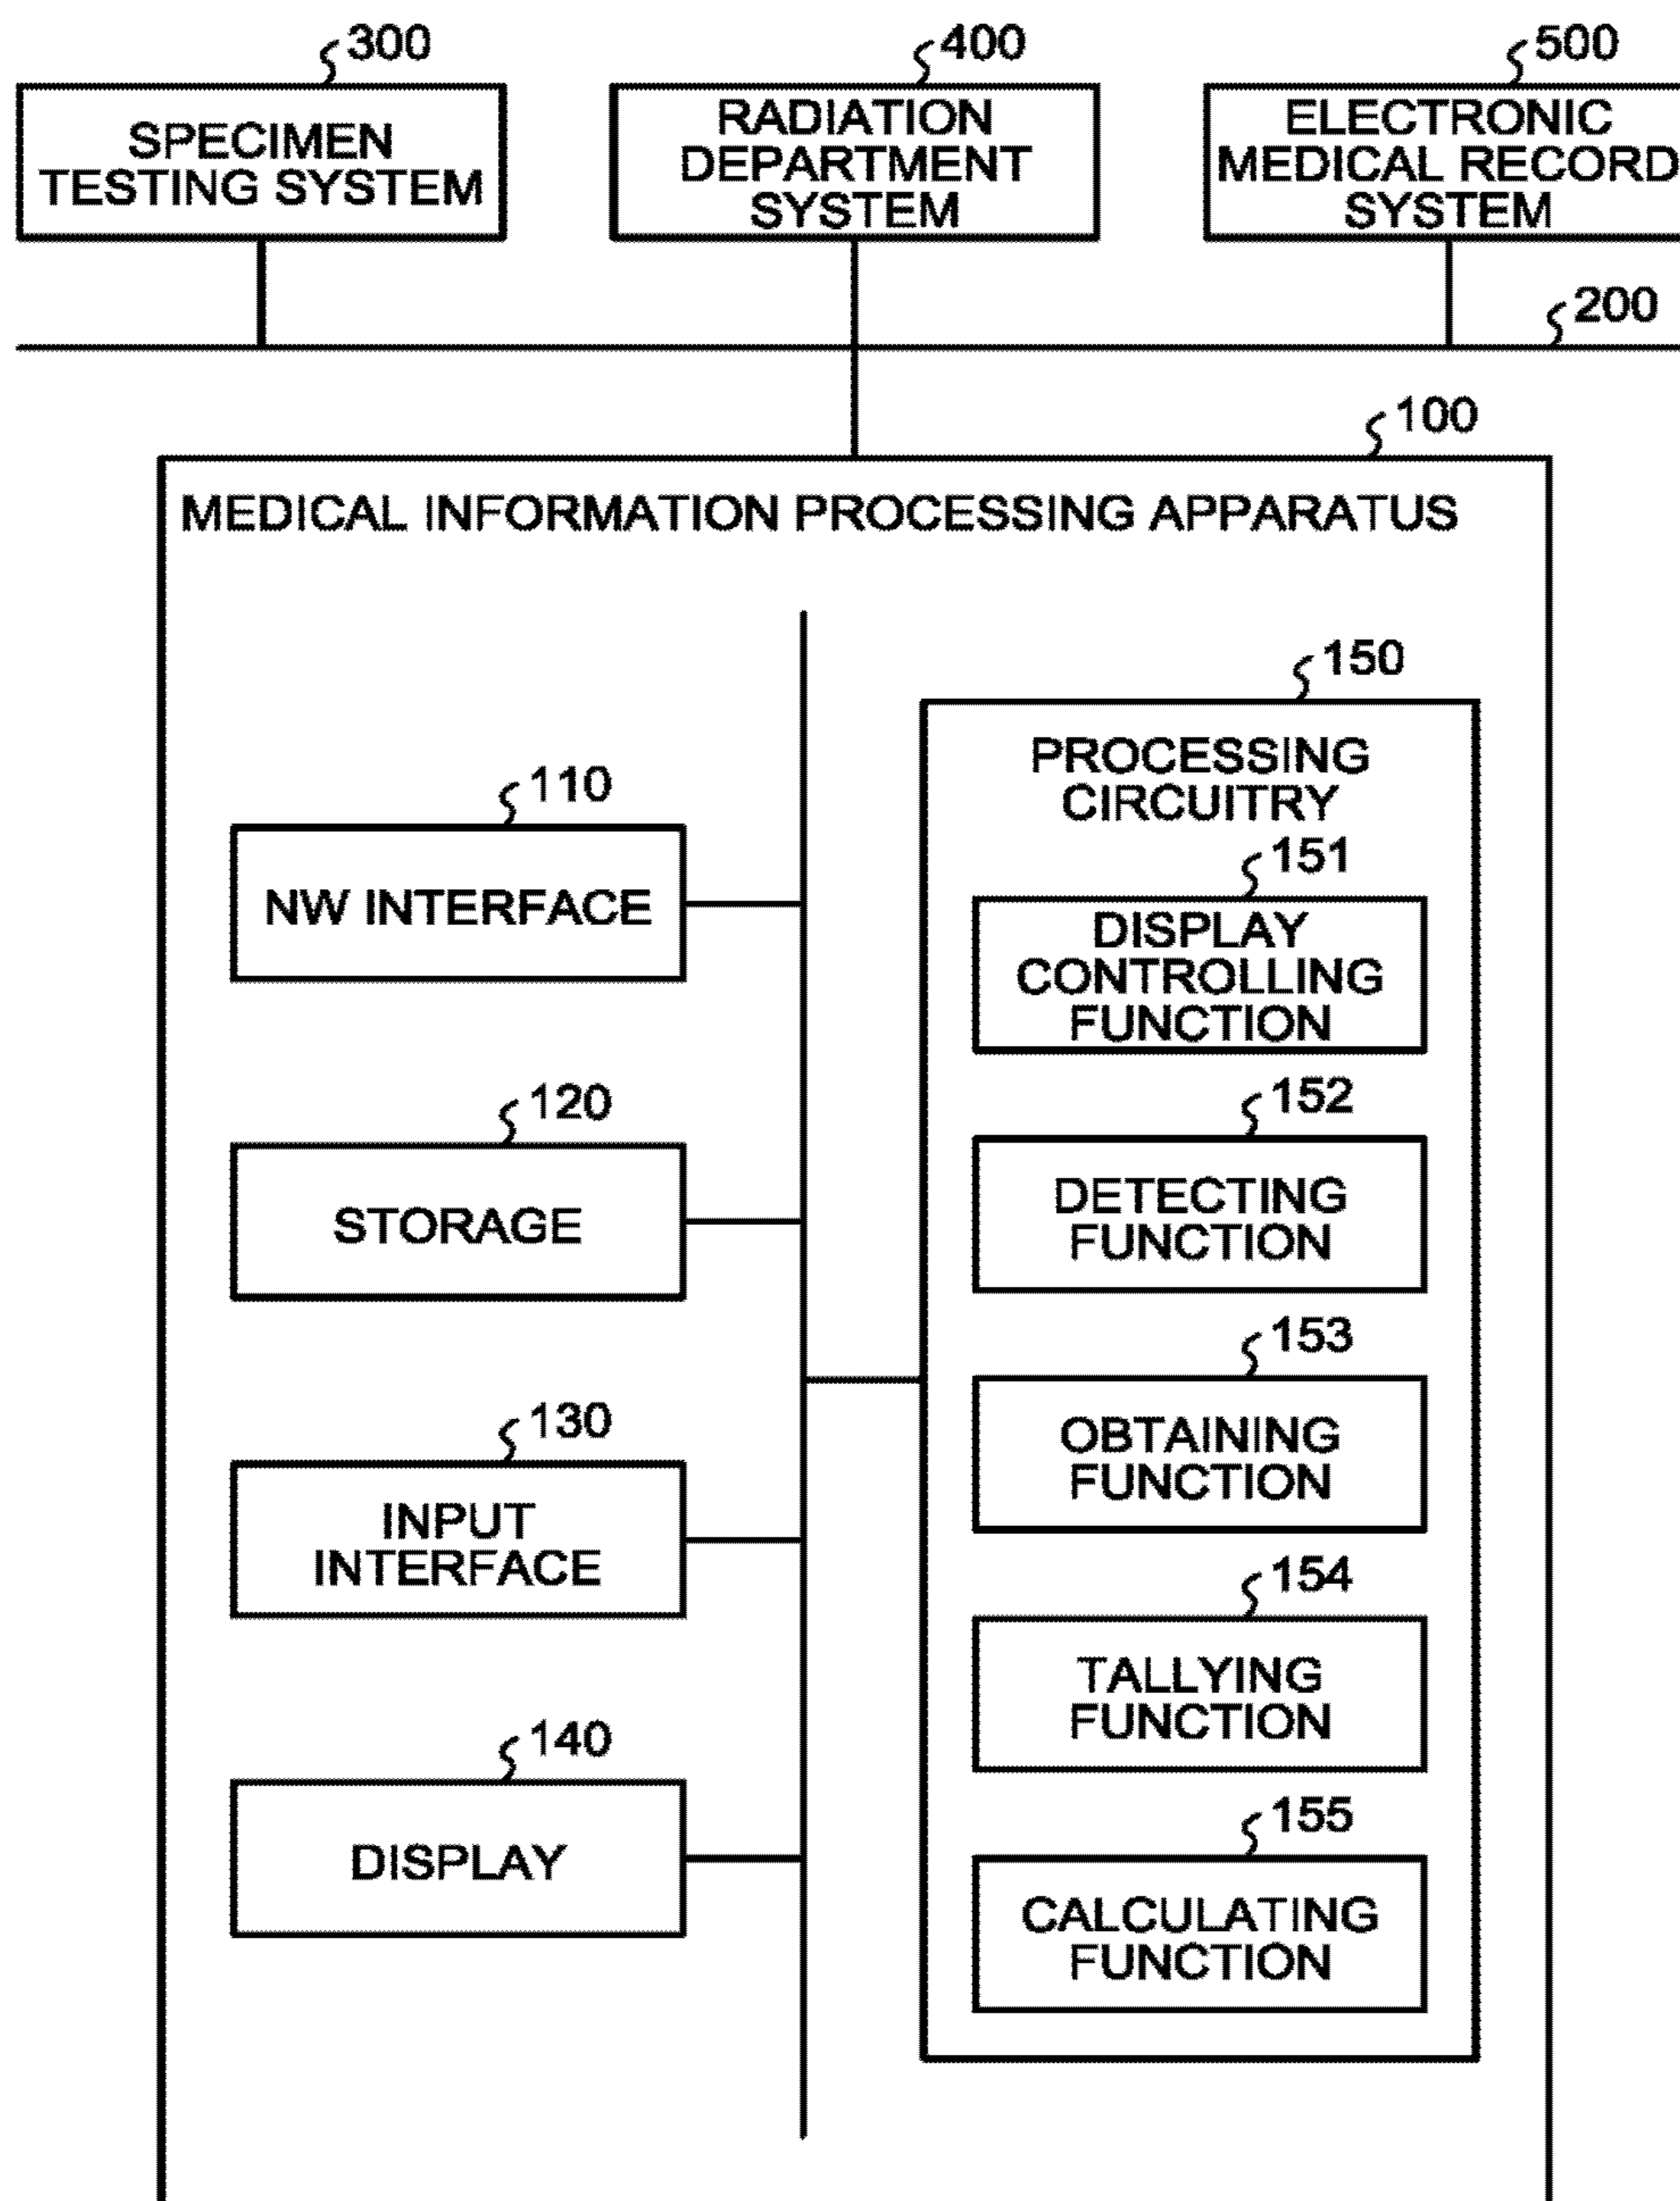 300
SPECIMEN
TESTING SYSTEM
400
RADIATION
DEPARTMENT
SYSTEM
500
ELECTRONIC
MEDICAL RECORD
SYSTEM
200
100
MEDICAL INFORMATION PROCESSING APPARATUS
110
NW INTERFACE
120
STORAGE
130
INPUT
INTERFACE
140
DISPLAY
150
PROCESSING
CIRCUITRY
151
DISPLAY
CONTROLLING
FUNCTION
152
DETECTING
FUNCTION
153
OBTAINING
FUNCTION
154
TALLYING
FUNCTION
155
CALCULATING
FUNCTION